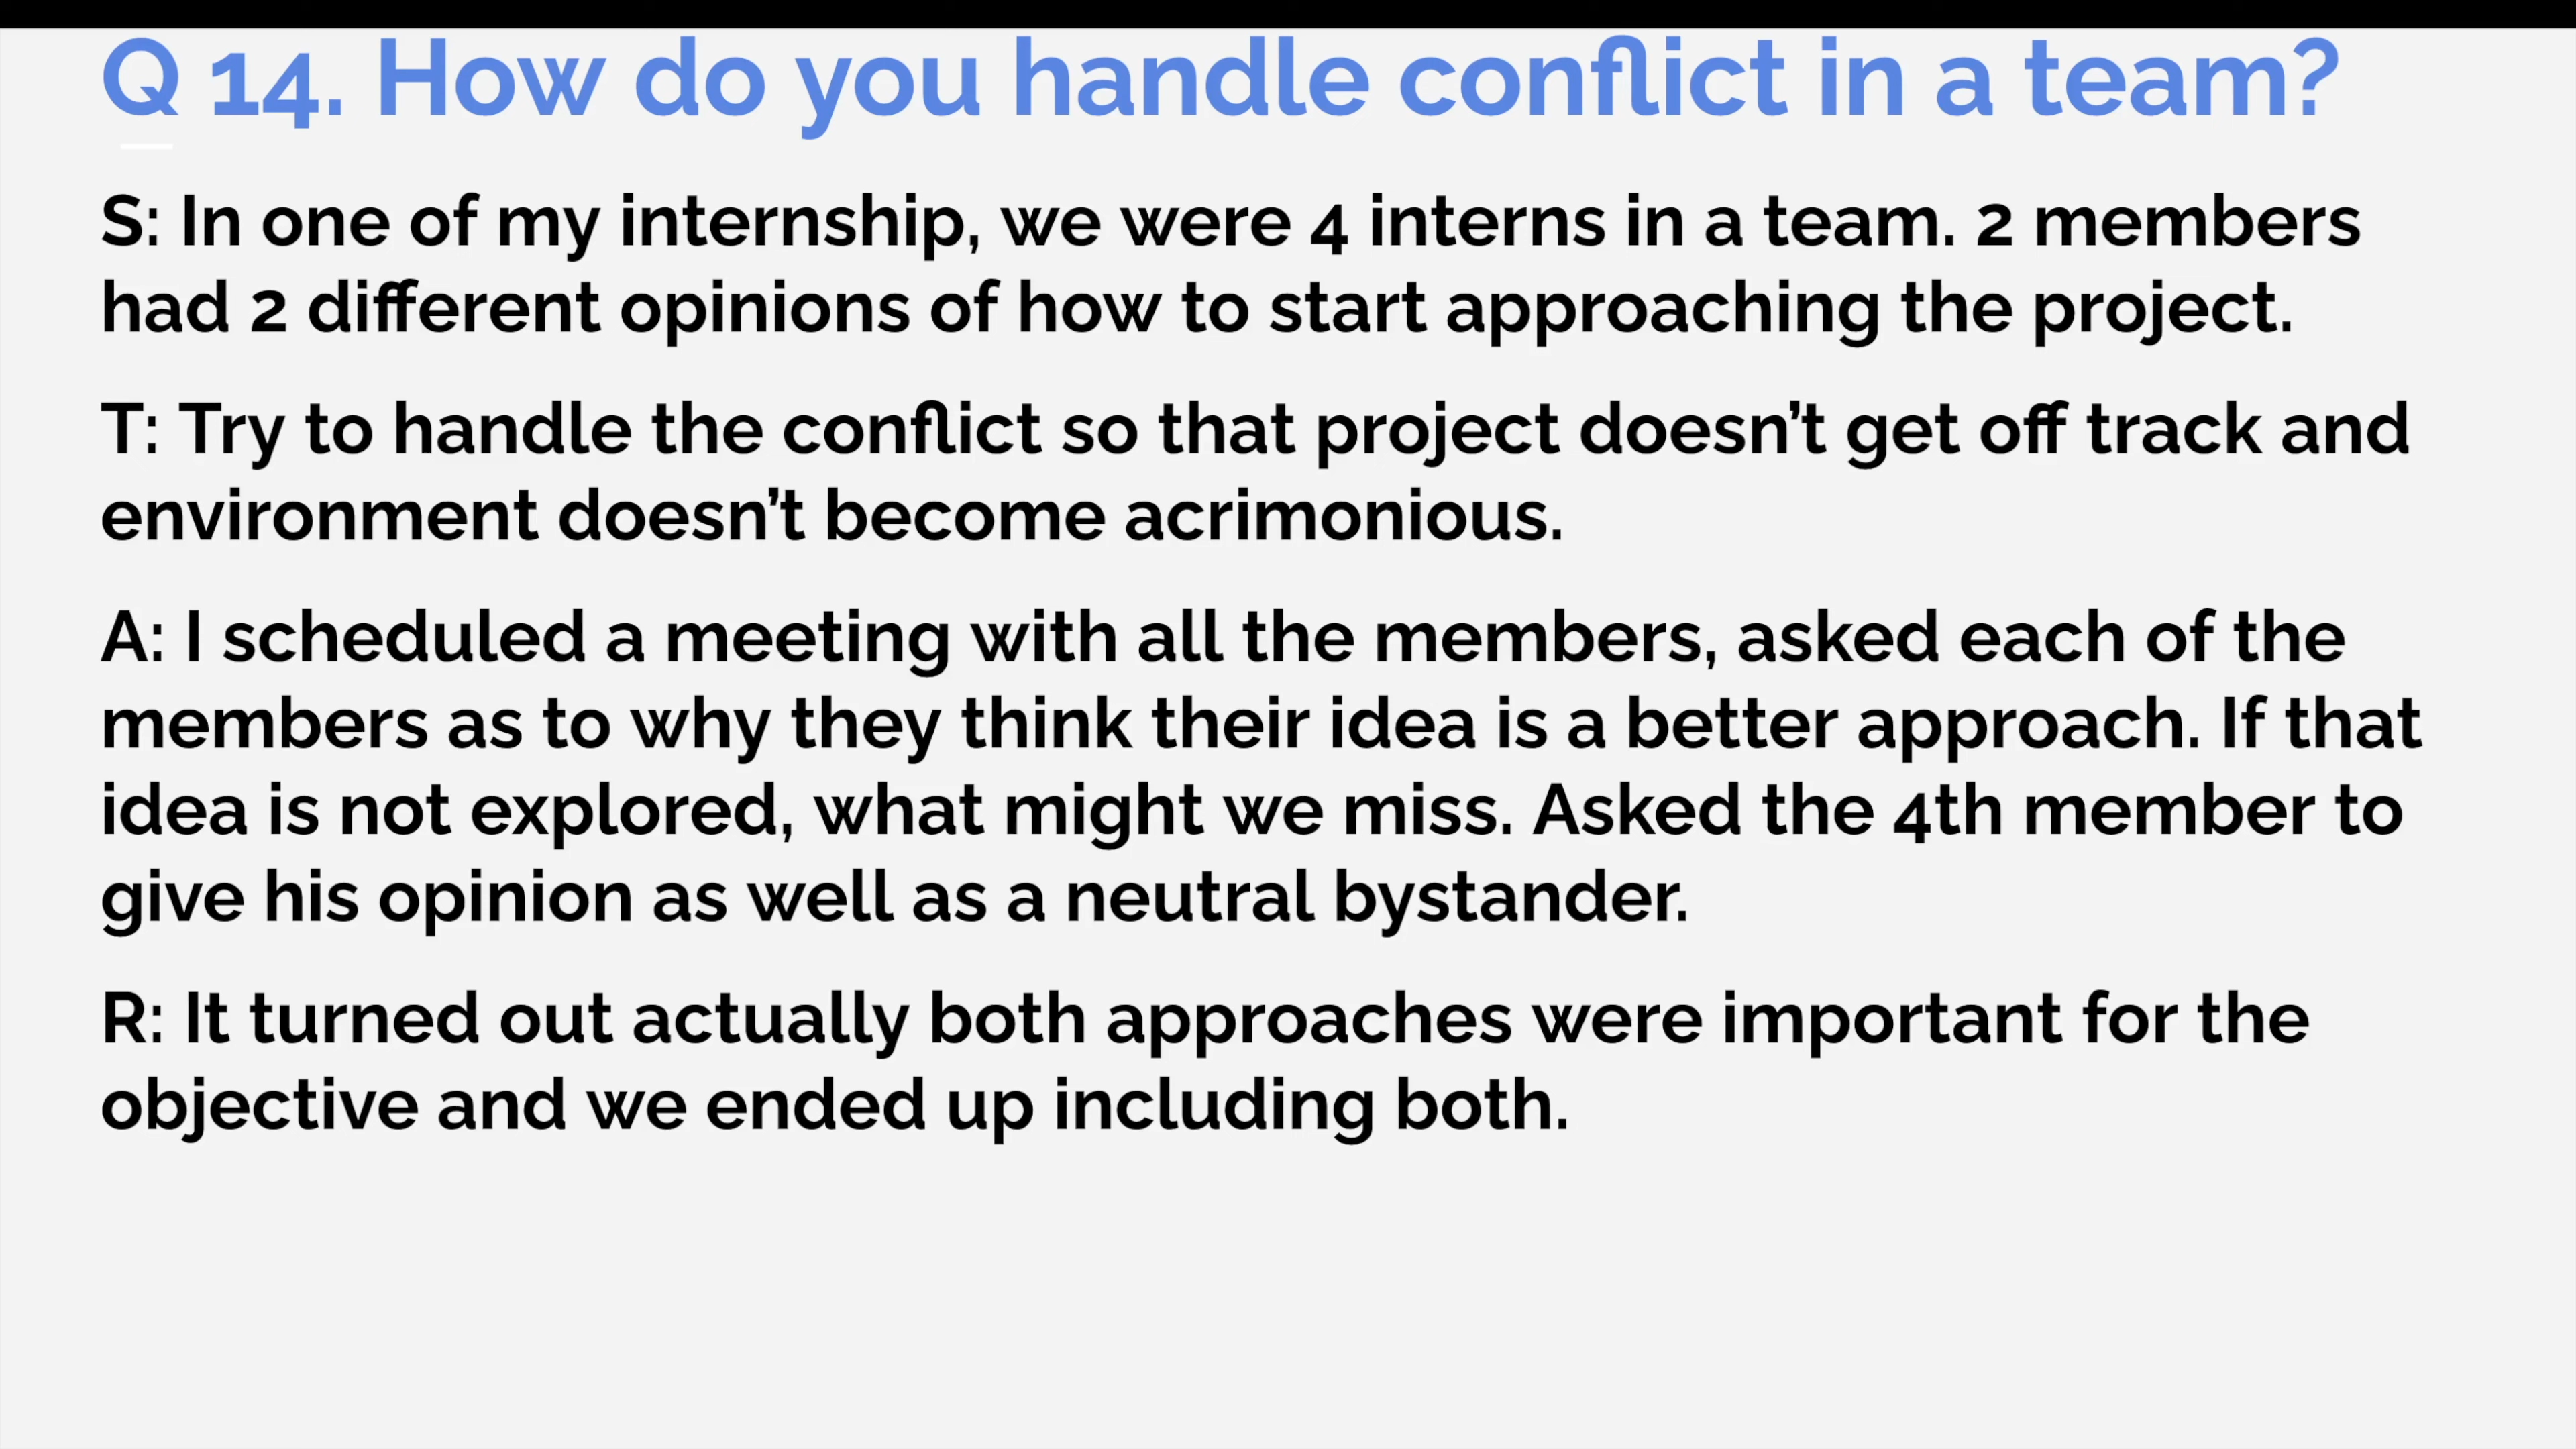 Q 14. How do you handle conflict in a team?
S: In one of my internship, we were 4 interns in a team. 2 members
had 2 different opinions of how to start approaching the project.
T: Try to handle the conflict so that project doesn’t get off track and
environment doesn’t become acrimonious.
A: I scheduled a meeting with all the members, asked each of the
members as to why they think their idea is a better approach. If that
idea is not explored, what might we miss. Asked the 4th member to
give his opinion as well as a neutral bystander.
R: It turned out actually both approaches were important for the
objective and we ended up including both.